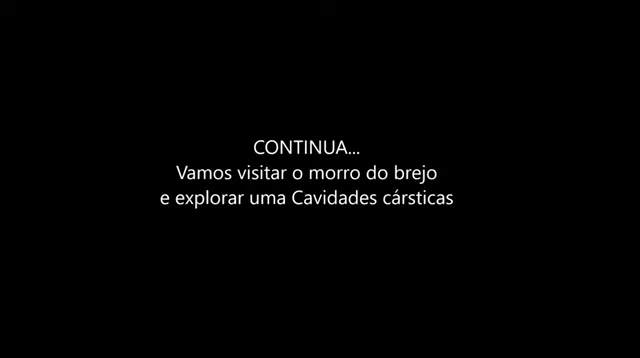 CONTINUA...
Vamos visitar o morro do brejo
e explorar uma Cavidades cársticas